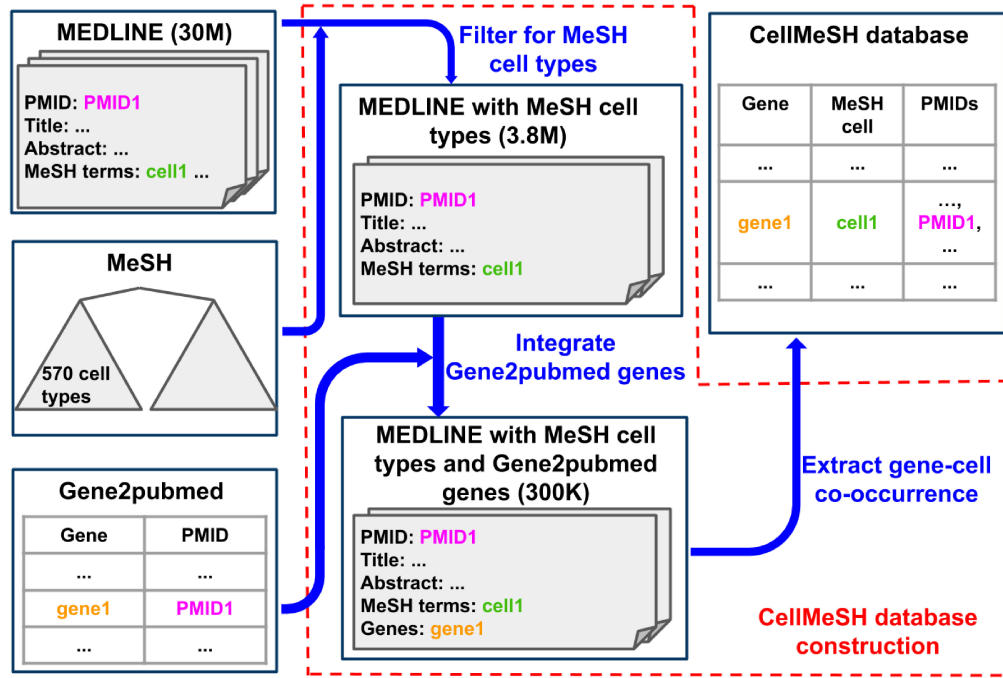 MEDLINE (30M)
PMID: PMID1
Title: ...
Abstract: ...
MeSH terms: cell1 ...
MeSH
570 cell
types
Gene2pubmed
Gene PMID
... ...
gene1 PMID1
... ...
Filter for MeSH
cell types
MEDLINE with MeSH cell
types (3.8M)
PMID: PMID1
Title: ...
Abstract: ...
MeSH terms: cell1
Integrate
Gene2pubmed genes
MEDLINE with MeSH cell
types and Gene2pubmed
genes (300K)
PMID: PMID1
Title: ...
Abstract: ...
MeSH terms: cell1
Genes: gene1
CellMeSH database
Gene MeSH cell PMIDs
... ... ...
gene1 cell1 ..., PMID1, ...
... ... ...
Extract gene-cell
co-occurrence
CellMeSH database
construction